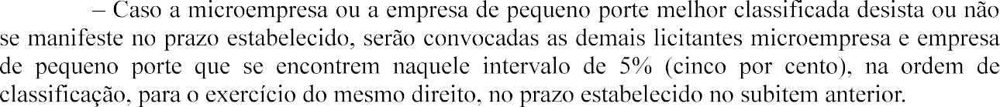 – Caso a microempresa ou a empresa de pequeno porte melhor classificada desista ou não
se manifeste no prazo estabelecido, serão convocadas as demais licitantes microempresa e empresa
de pequeno porte que se encontrem naquele intervalo de 5% (cinco por cento), na ordem de
classificação, para o exercício do mesmo direito, no prazo estabelecido no subitem anterior.